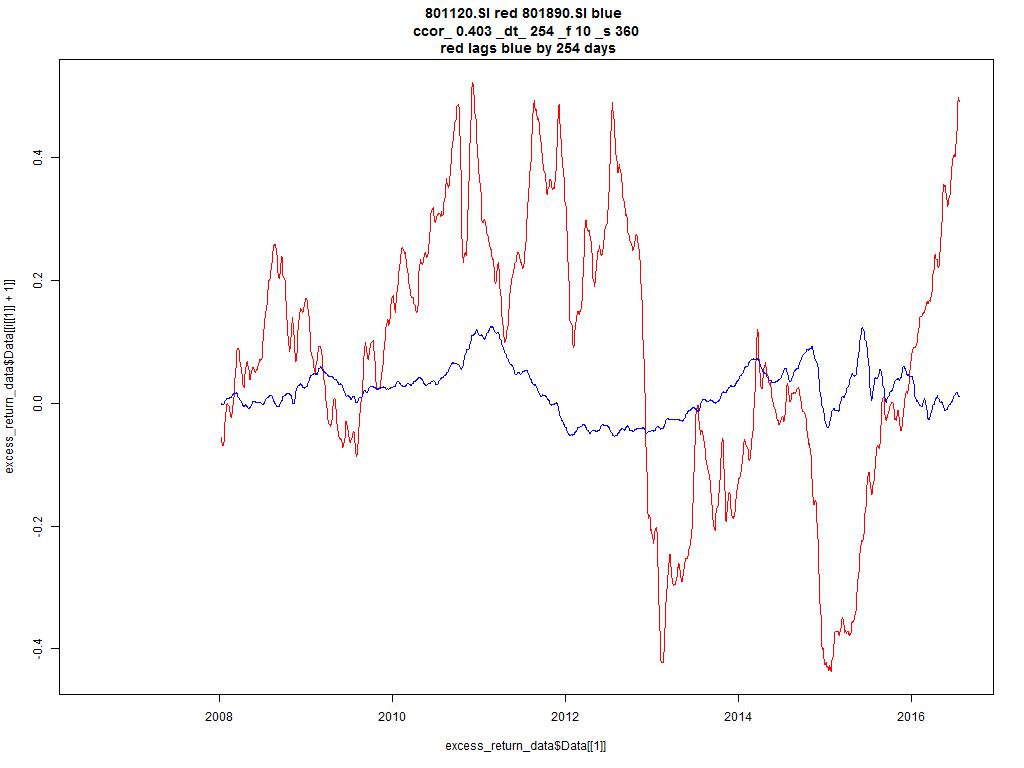 801120.SI red 801890.SI blue
ccor_ 0.403 _dt_ 254 _f 10 _s 360
red lags blue by 254 days
excess_return_data$Data[[i[[1]] + 1]]
0.4
0.2
0.0
-0.2
-0.4
2008
2010
2012
2014
2016
excess_return_data$Data[[1]]